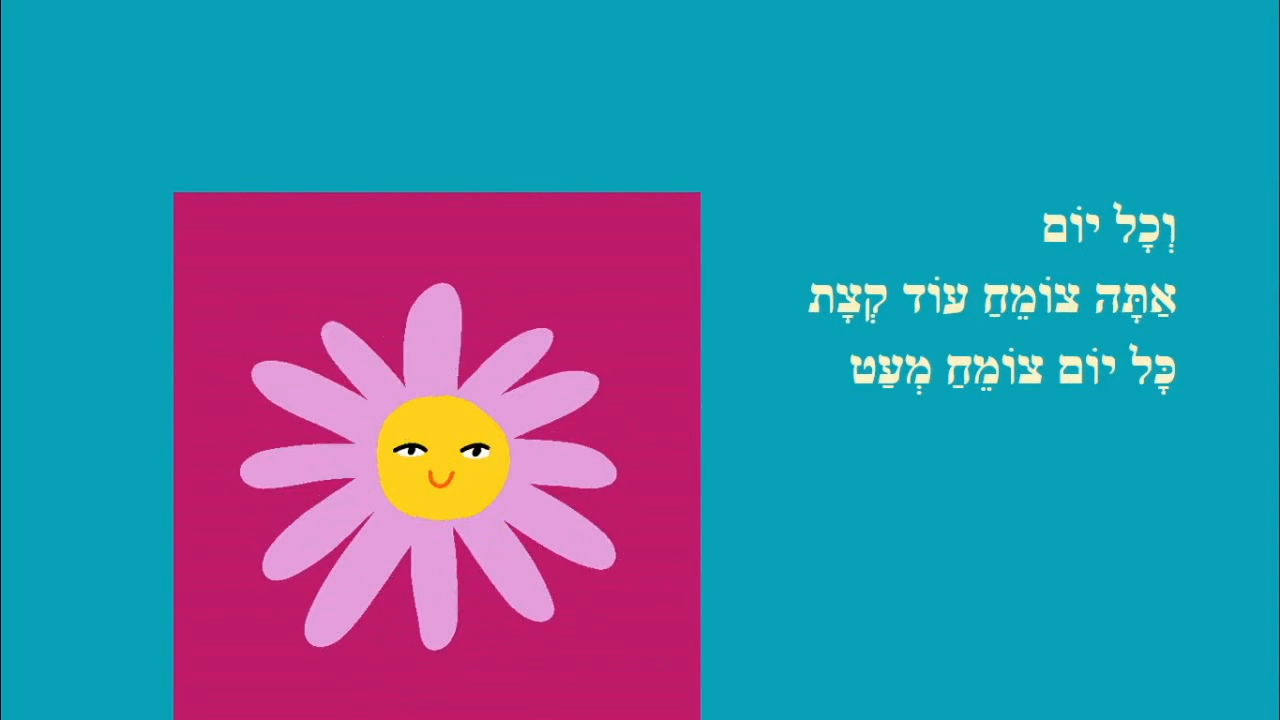 וְכָל יוֹם
אַתָּה צוֹמֵחַ עוֹד קְצָת
כָּל יוֹם צוֹמֵחַ מְעַט